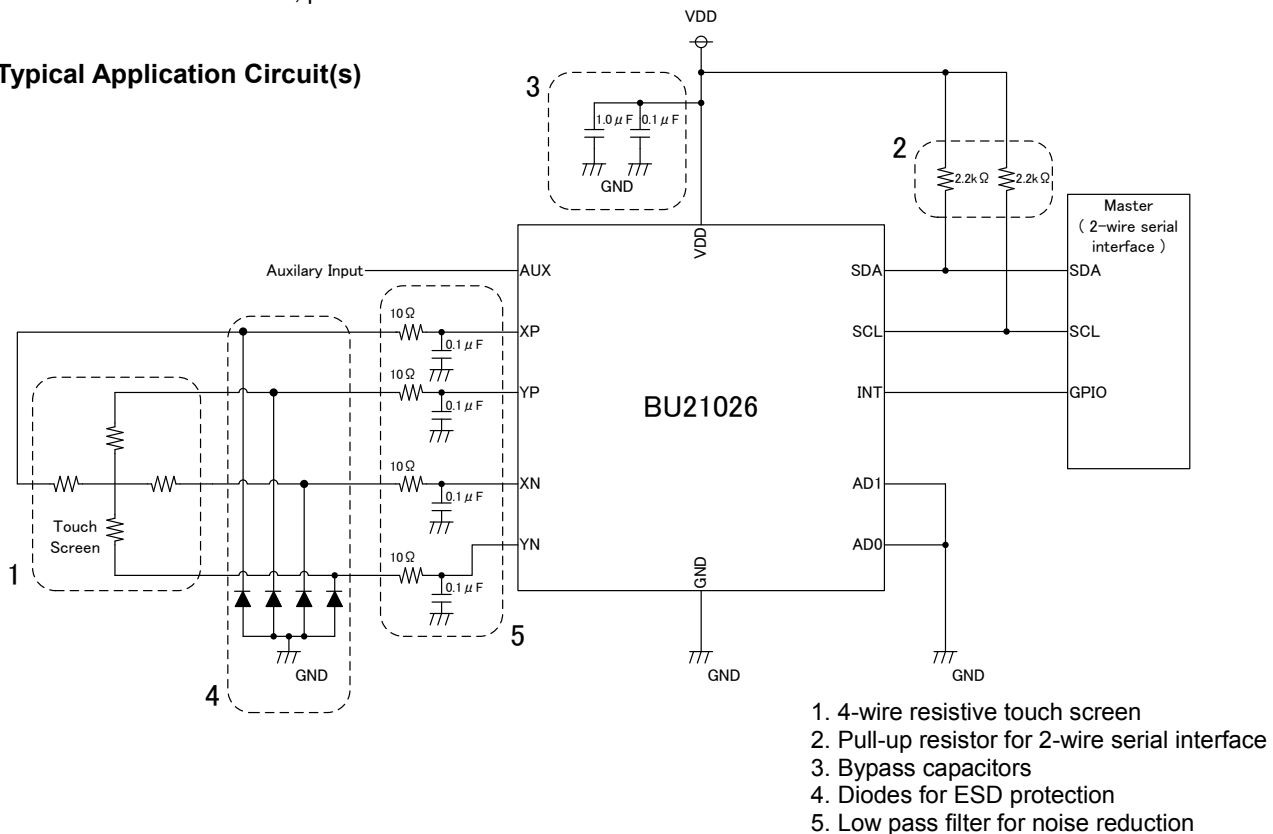 VDD
Typical Application Circuit(s)
3
1.0μF 0.1μF
GND
2
2.2kΩ 2.2kΩ
Master
( 2-wire serial
interface )
VDD
Auxilary Input
AUX
SDA
SDA
10Ω
XP
0.1μF
SCL
SCL
10Ω
YP
0.1μF
BU21026
INT
GPIO
10Ω
XN
0.1μF
AD1
Touch
Screen
1
10Ω
YN
0.1μF
AD0
GND
5
GND
4
GND
GND
1. 4-wire resistive touch screen
2. Pull-up resistor for 2-wire serial interface
3. Bypass capacitors
4. Diodes for ESD protection
5. Low pass filter for noise reduction